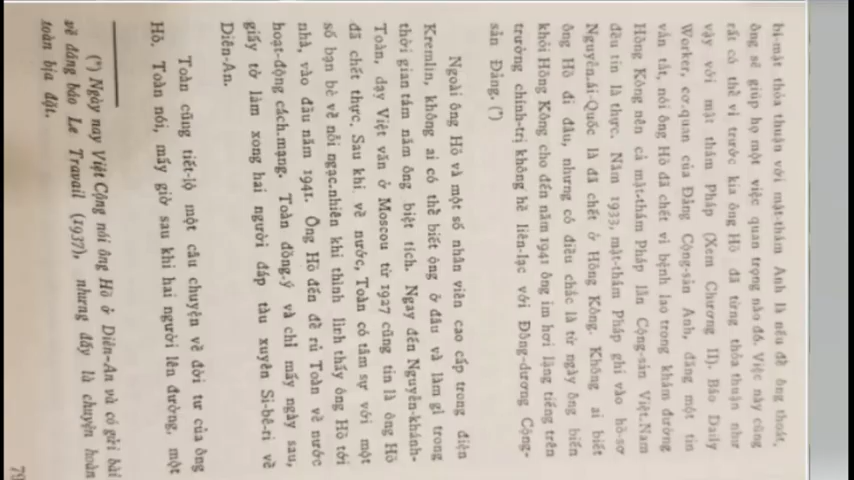 bí-mật thỏa thuận với mật-thám Anh là nếu để ông thoát,
ông sẽ giúp họ một việc quan trọng nào đó. Việc này cũng
rất có thể vì trước kia ông Hồ đã từng thỏa thuận như
vậy với mật thám Pháp (Xem Chương II). Báo Daily
Worker, cơ-quan của Đảng Cộng-sản Anh, đăng một tin
vắn tắt, nói ông Hồ đã chết vì bệnh lao trong khám đường
Hồng Kông nên cả mật-thám Pháp lẫn Cộng-sản Việt-Nam
đều tin là thực. Năm 1933, mật-thám Pháp ghi vào hồ-sơ
Nguyễn-ái-Quốc là đã chết ở Hồng Kông. Không ai biết
ông Hồ đi đâu, nhưng có điều chắc là từ ngày ông biến
khỏi Hồng Kông cho đến năm 1941 ông im hơi lặng tiếng trên
trường chính-trị không hề liên-lạc với Đông-dương Cộng-
sản Đảng. (*)
Ngoài ông Hồ và một số nhân viên cao cấp trong điện
Kremlin, không ai có thể biết ông ở đâu và làm gì trong
thời gian tám năm ông biệt tích. Ngay đến Nguyễn-khánh-
Toàn, dạy Việt văn ở Moscou từ 1927 cũng tin là ông Hồ
đã chết thực. Sau khi về nước, Toàn có tâm sự với một
số bạn bè về nỗi ngạc-nhiên khi thình lình thấy ông Hồ tới
nhà, vào đầu năm 1941. Ông Hồ đến để rủ Toàn về nước
hoạt-động cách-mạng. Toàn đồng-ý và chỉ mấy ngày sau,
giấy tờ làm xong hai người đáp tàu xuyên Si-bê-ri về
Diên-An.
Toàn cũng tiết-lộ một câu chuyện về đời tư của ông
Hồ. Toàn nói, mấy giờ sau khi hai người lên đường, một
(*) Ngày nay Việt Cộng nói ông Hồ ở Diên-An và có gửi bài
về đăng báo Le Travail (1937), nhưng đấy là chuyện hoàn
toàn bịa đặt.
79